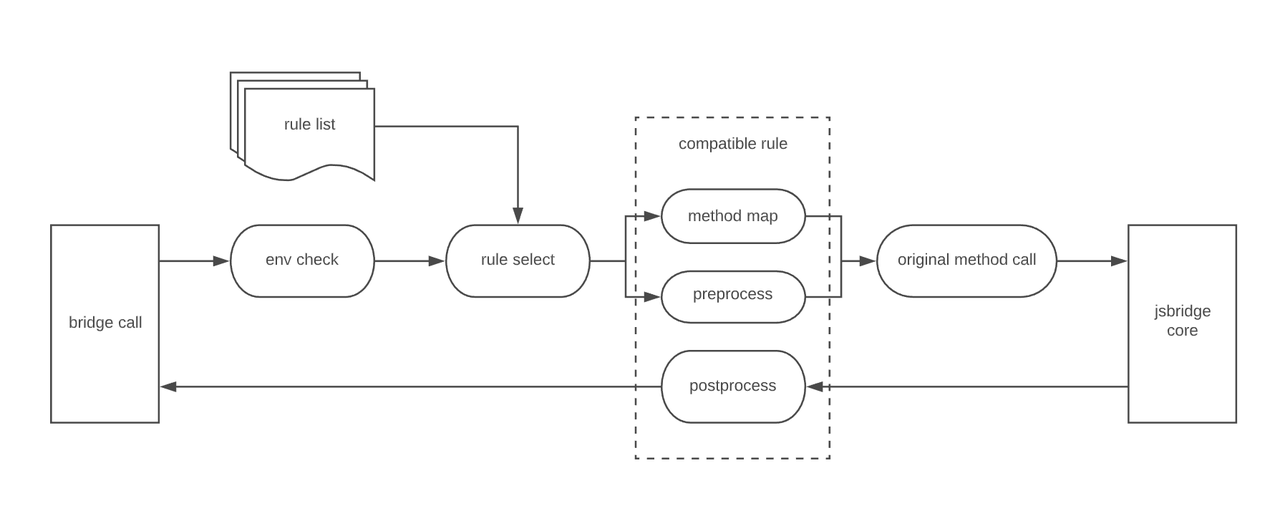 rule list
compatible rule
method map
env check
rule select
original method call
preprocess
bridge call
jsbridge
core
postprocess